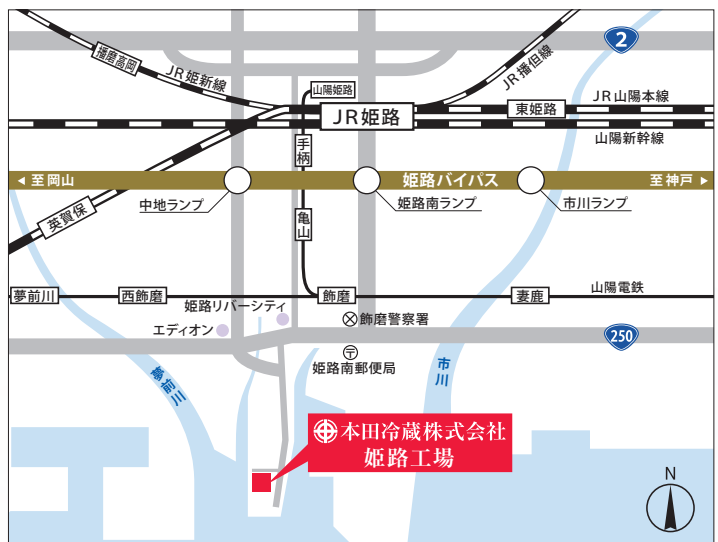 2
播磨高岡
JR姫新線
山陽姫路
JR播但線
JR姫路
東姫路
JR山陽本線
山陽新幹線
手柄
至岡山
姫路バイパス
至神戸
英賀保
中地ランプ
亀山
姫路南ランプ
市川ランプ
夢前川
西飾磨
飾磨
妻鹿
山陽電鉄
姫路リバーシティ
エディオン
飾磨警察署
250
姫路南郵便局
夢前川
市川
本田冷蔵株式会社
姫路工場
N